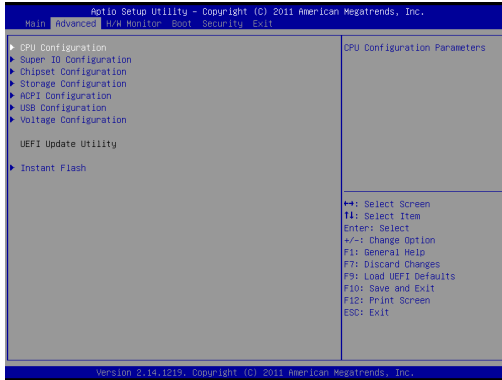 Aptio Setup Utility – Copyright (C) 2011 American Megatrends, Inc.
Main Advanced H/W Monitor Boot Security Exit
CPU Configuration
Super IO Configuration
Chipset Configuration
Storage Configuration
ACPI Configuration
USB Configuration
Voltage Configuration
UEFI Update Utility
Instant Flash
CPU Configuration Parameters
↔: Select Screen
↑↓: Select Item
Enter: Select
+/-: Change Option
F1: General Help
F7: Discard Changes
F9: Load UEFI Defaults
F10: Save and Exit
F12: Print Screen
ESC: Exit
Version 2.14.1219. Copyright (C) 2011 American Megatrends, Inc.